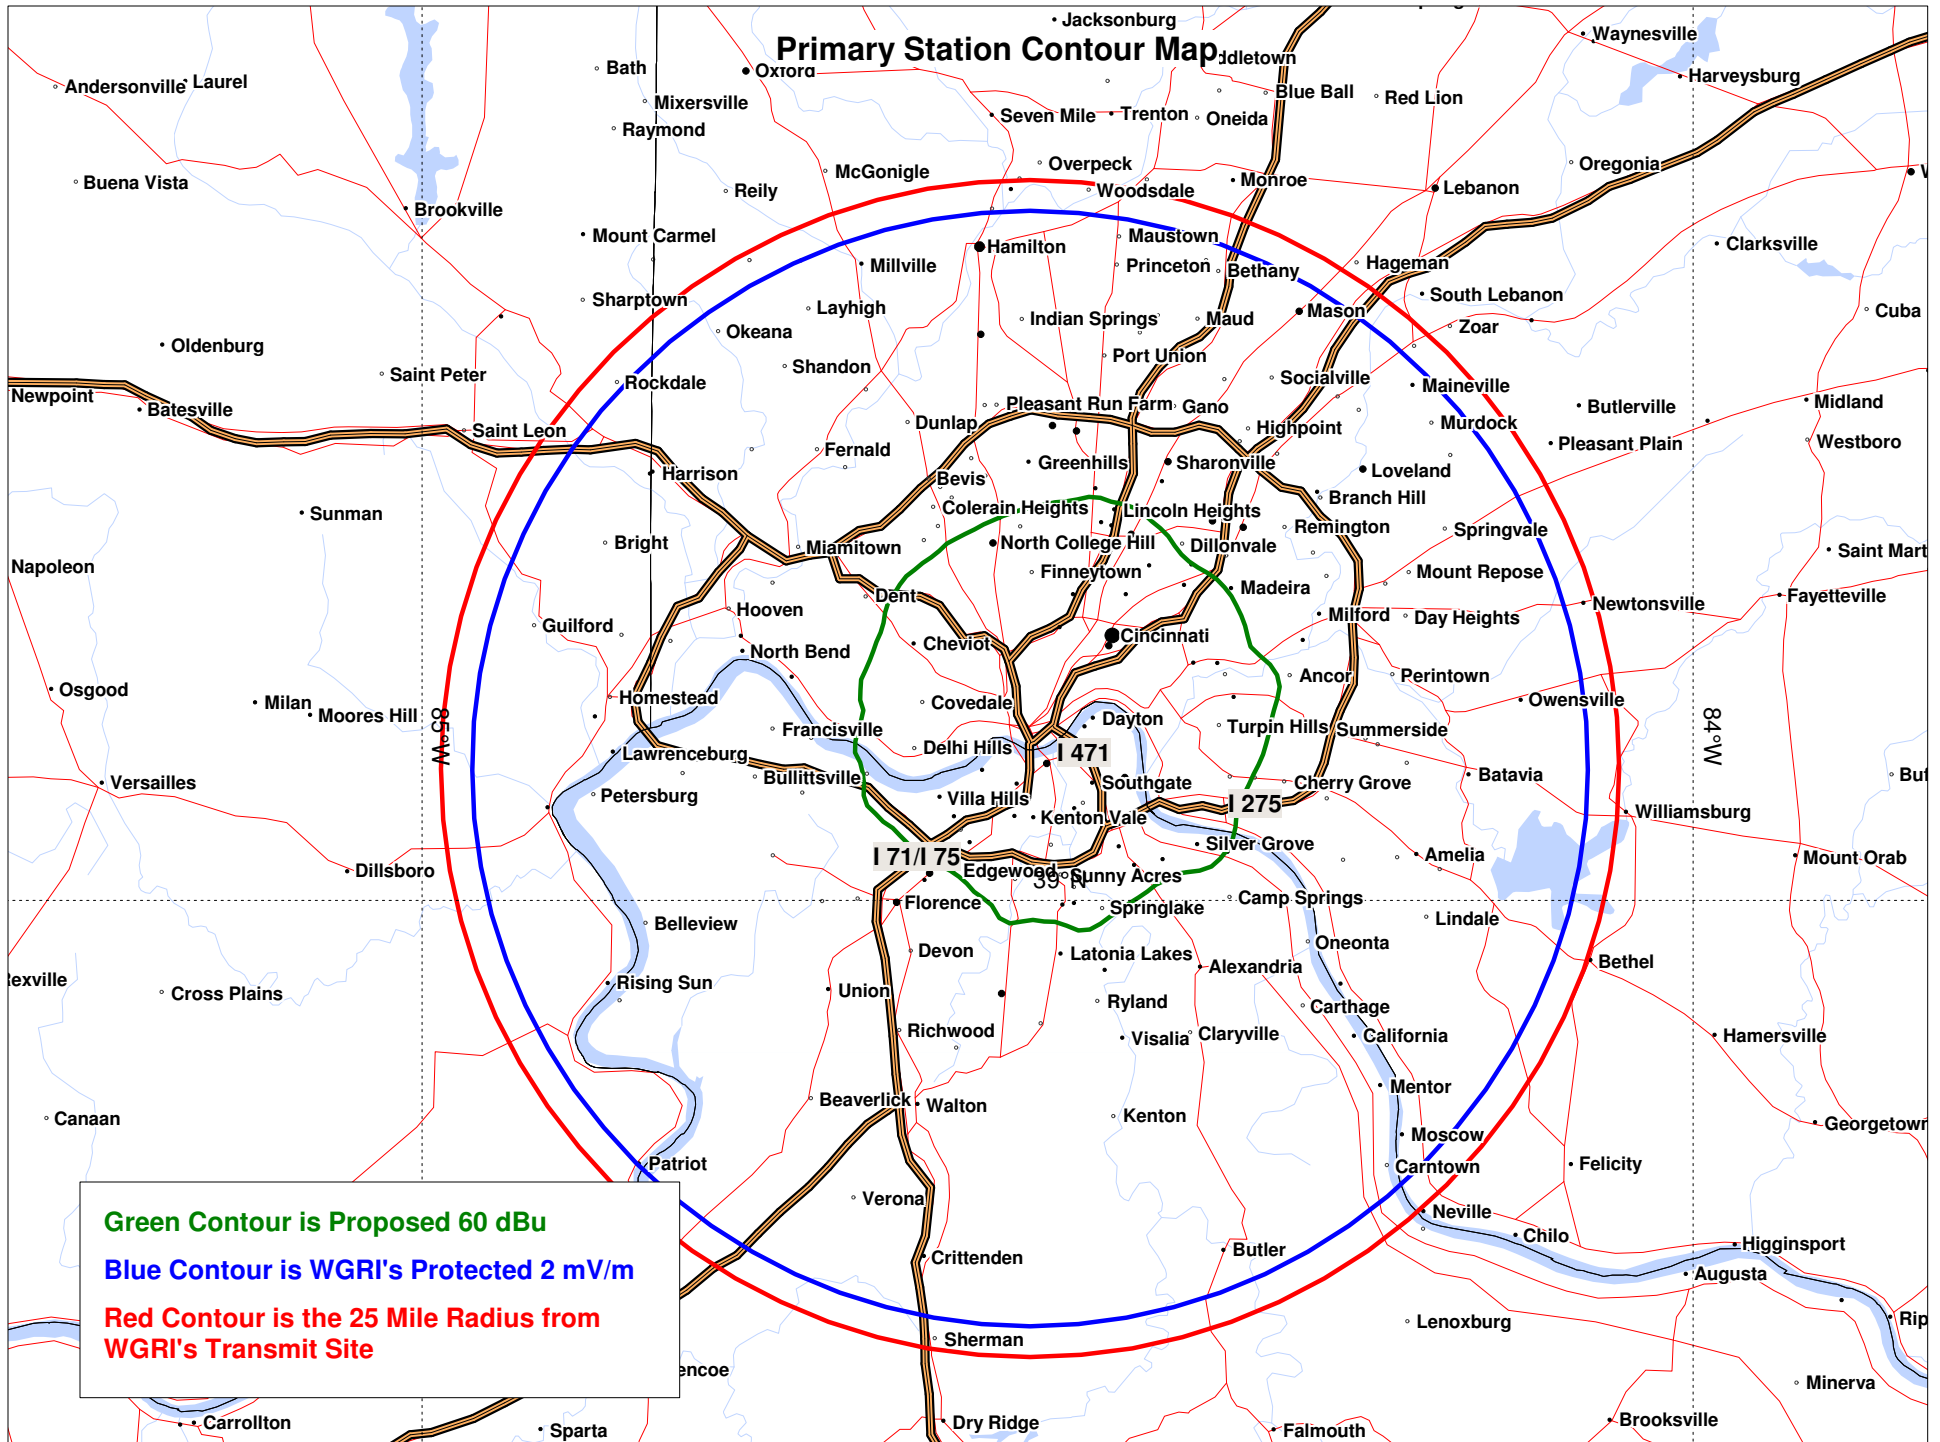 Jacksonburg
Primary Station Contour Map
Waynesville
ddletown
Bath
Oxford
Harveysburg
Andersonville
Laurel
Blue Ball
Red Lion
Mixersville
Seven Mile
Trenton
Oneida
Raymond
Overpeck
Oregonia
McGonigle
Buena Vista
Reily
Woodsdale
Monroe
Lebanon
Brookville
Mount Carmel
Maustown
Hamilton
Clarksville
Millville
Princeton
Bethany
Hageman
Sharptown
South Lebanon
Layhigh
Indian Springs
Maud
Mason
Cuba
Okeana
Zoar
Oldenburg
Port Union
Saint Peter
Shandon
Socialville
Rockdale
Maineville
Newpoint
Batesville
Pleasant Run Farm
Gano
Butlerville
Midland
Saint Leon
Dunlap
Highpoint
Murdock
Pleasant Plain
Westboro
Fernald
Greenhills
Sharonville
Harrison
Loveland
Bevis
Branch Hill
Sunman
Colerain Heights
Lincoln Heights
Remington
Springvale
Bright
Miamitown
North College Hill
Dillonvale
Saint Mart
Napoleon
Finneytown
Mount Repose
Dent
Madeira
Newtonsville
Fayetteville
Hooven
Milford
Day Heights
Guilford
Cheviot
Cincinnati
North Bend
Osgood
Ancor
Perintown
Milan
Homestead
Covedale
Owensville
Moores Hill
85°W
84°W
Francisville
Dayton
Turpin Hills
Summerside
Delhi Hills
Lawrenceburg
I 471
Bullittsville
Batavia
Buf
Versailles
Southgate
Cherry Grove
Petersburg
Villa Hills
I 275
Kenton Vale
Williamsburg
Silver Grove
I 71/I 75
Amelia
Mount Orab
Dillsboro
Edgewood
Sunny Acres
39°N
Florence
Springlake
Camp Springs
Belleview
Lindale
Oneonta
Devon
Latonia Lakes
Alexandria
Bethel
Rexville
Rising Sun
Cross Plains
Union
Ryland
Carthage
Richwood
Visalia
Claryville
California
Hamersville
Mentor
Beaverlick
Walton
Kenton
Canaan
Georgetown
Moscow
Patriot
Carntown
Felicity
Verona
Neville
Green Contour is Proposed 60 dBu
Chilo
Butler
Higginsport
Crittenden
Blue Contour is WGRI's Protected 2 mV/m
Augusta
Red Contour is the 25 Mile Radius from
WGRI's Transmit Site
Rip
Lenoxburg
Sherman
encoe
Minerva
Carrollton
Dry Ridge
Brooksville
Sparta
Falmouth